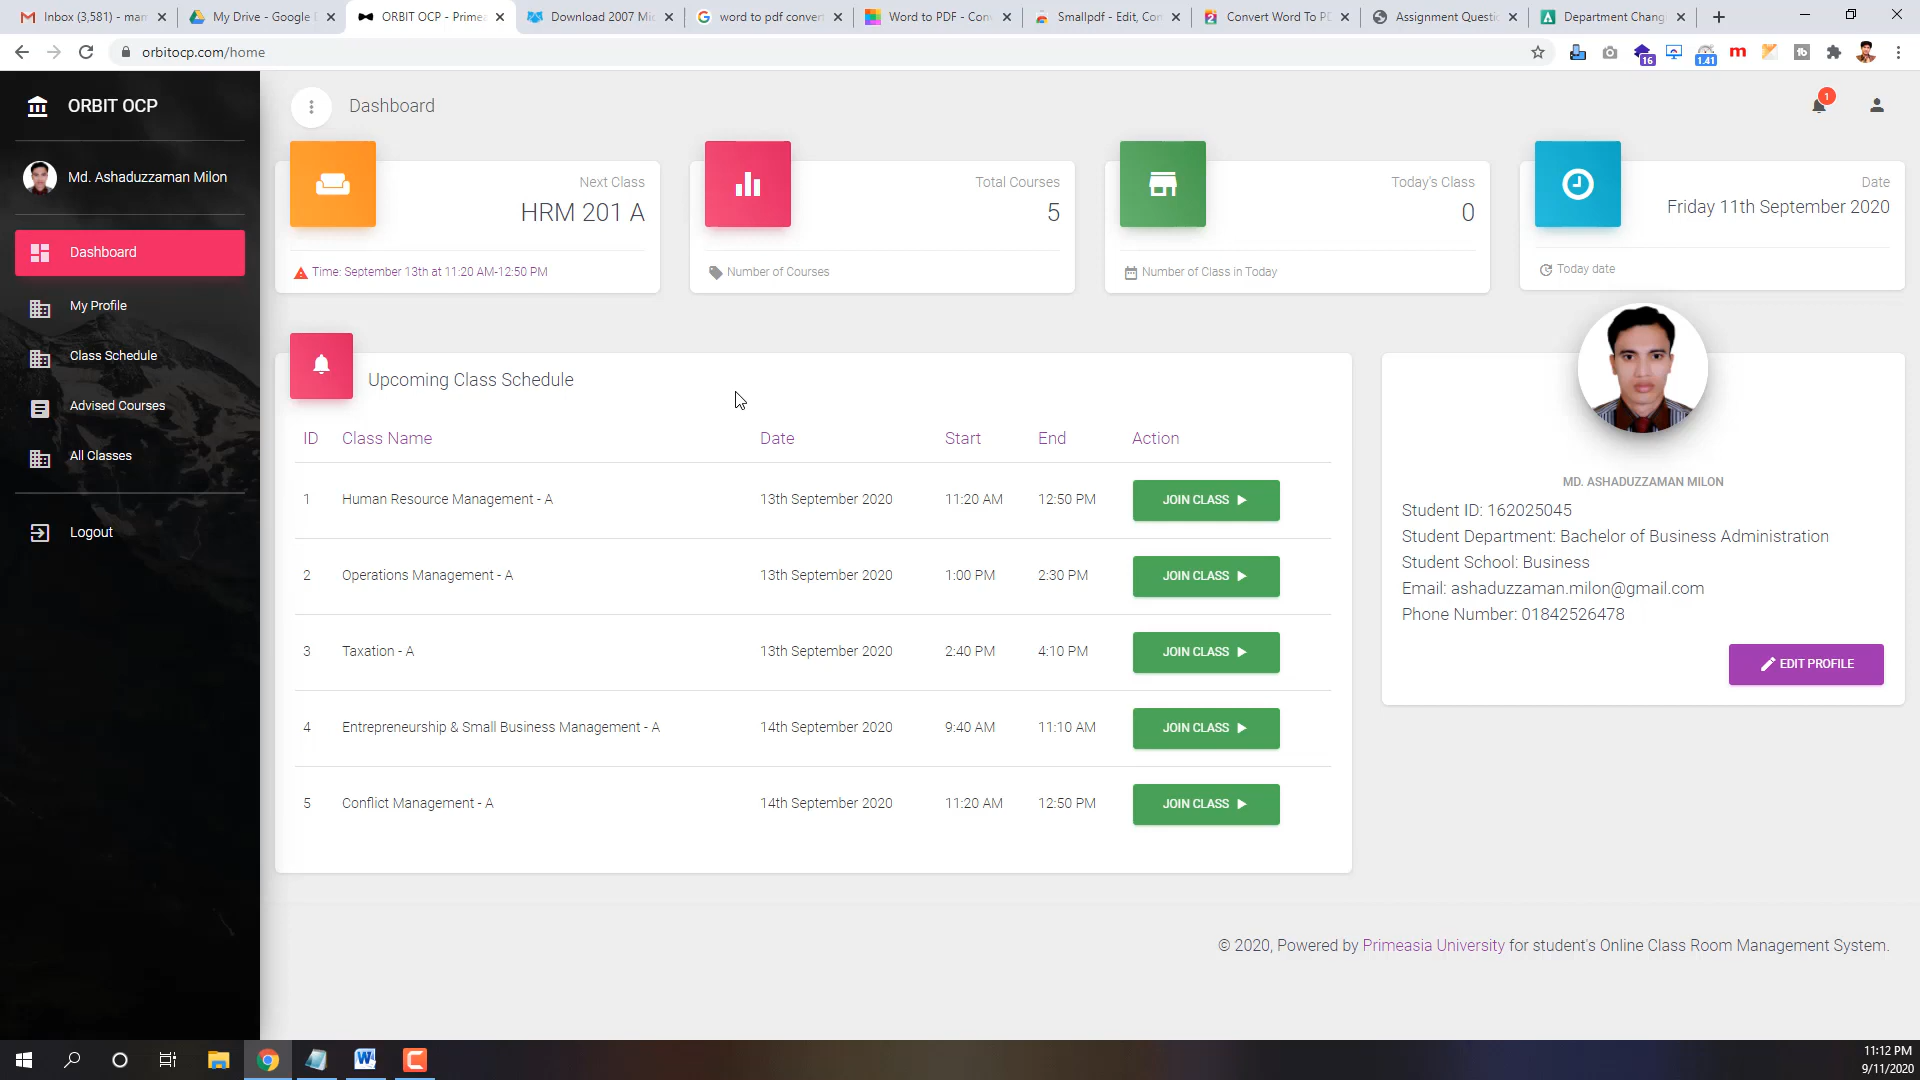 Inbox (3,581) - man
My Drive - Google
ORBIT OCP - Prime
Download 2007 Mi
word to pdf convert
Word to PDF - Con
Smallpdf - Edit, Con
Convert Word To PD
Assignment Questi
Department Chang
orbitocp.com/home
16
1.41
m
ORBIT OCP
Md. Ashaduzzaman Milon
Dashboard
My Profile
Class Schedule
Advised Courses
All Classes
Logout
Dashboard
1
Next Class
HRM 201 A
Time: September 13th at 11:20 AM-12:50 PM
Total Courses
5
Number of Courses
Today's Class
0
Number of Class in Today
Date
Friday 11th September 2020
Today date
Upcoming Class Schedule
ID Class Name Date Start End Action
1 Human Resource Management - A 13th September 2020 11:20 AM 12:50 PM JOIN CLASS
2 Operations Management - A 13th September 2020 1:00 PM 2:30 PM JOIN CLASS
3 Taxation - A 13th September 2020 2:40 PM 4:10 PM JOIN CLASS
4 Entrepreneurship & Small Business Management - A 14th September 2020 9:40 AM 11:10 AM JOIN CLASS
5 Conflict Management - A 14th September 2020 11:20 AM 12:50 PM JOIN CLASS
MD. ASHADUZZAMAN MILON
Student ID: 162025045
Student Department: Bachelor of Business Administration
Student School: Business
Email: ashaduzzaman.milon@gmail.com
Phone Number: 01842526478
EDIT PROFILE
© 2020, Powered by Primeasia University for student's Online Class Room Management System.
11:12 PM
9/11/2020